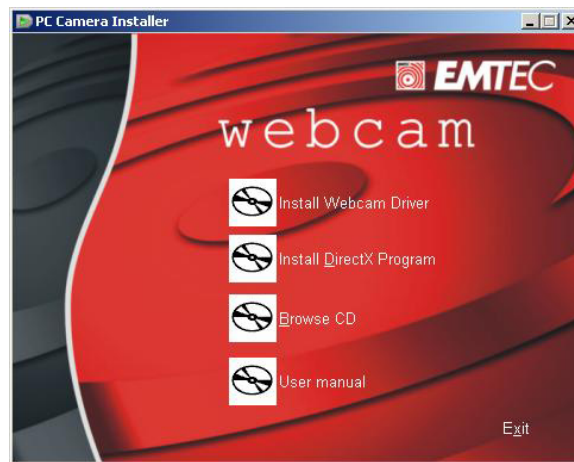 PC Camera Installer
EMTEC
webcam
Install Webcam Driver
Install DirectX Program
Browse CD
User manual
Exit